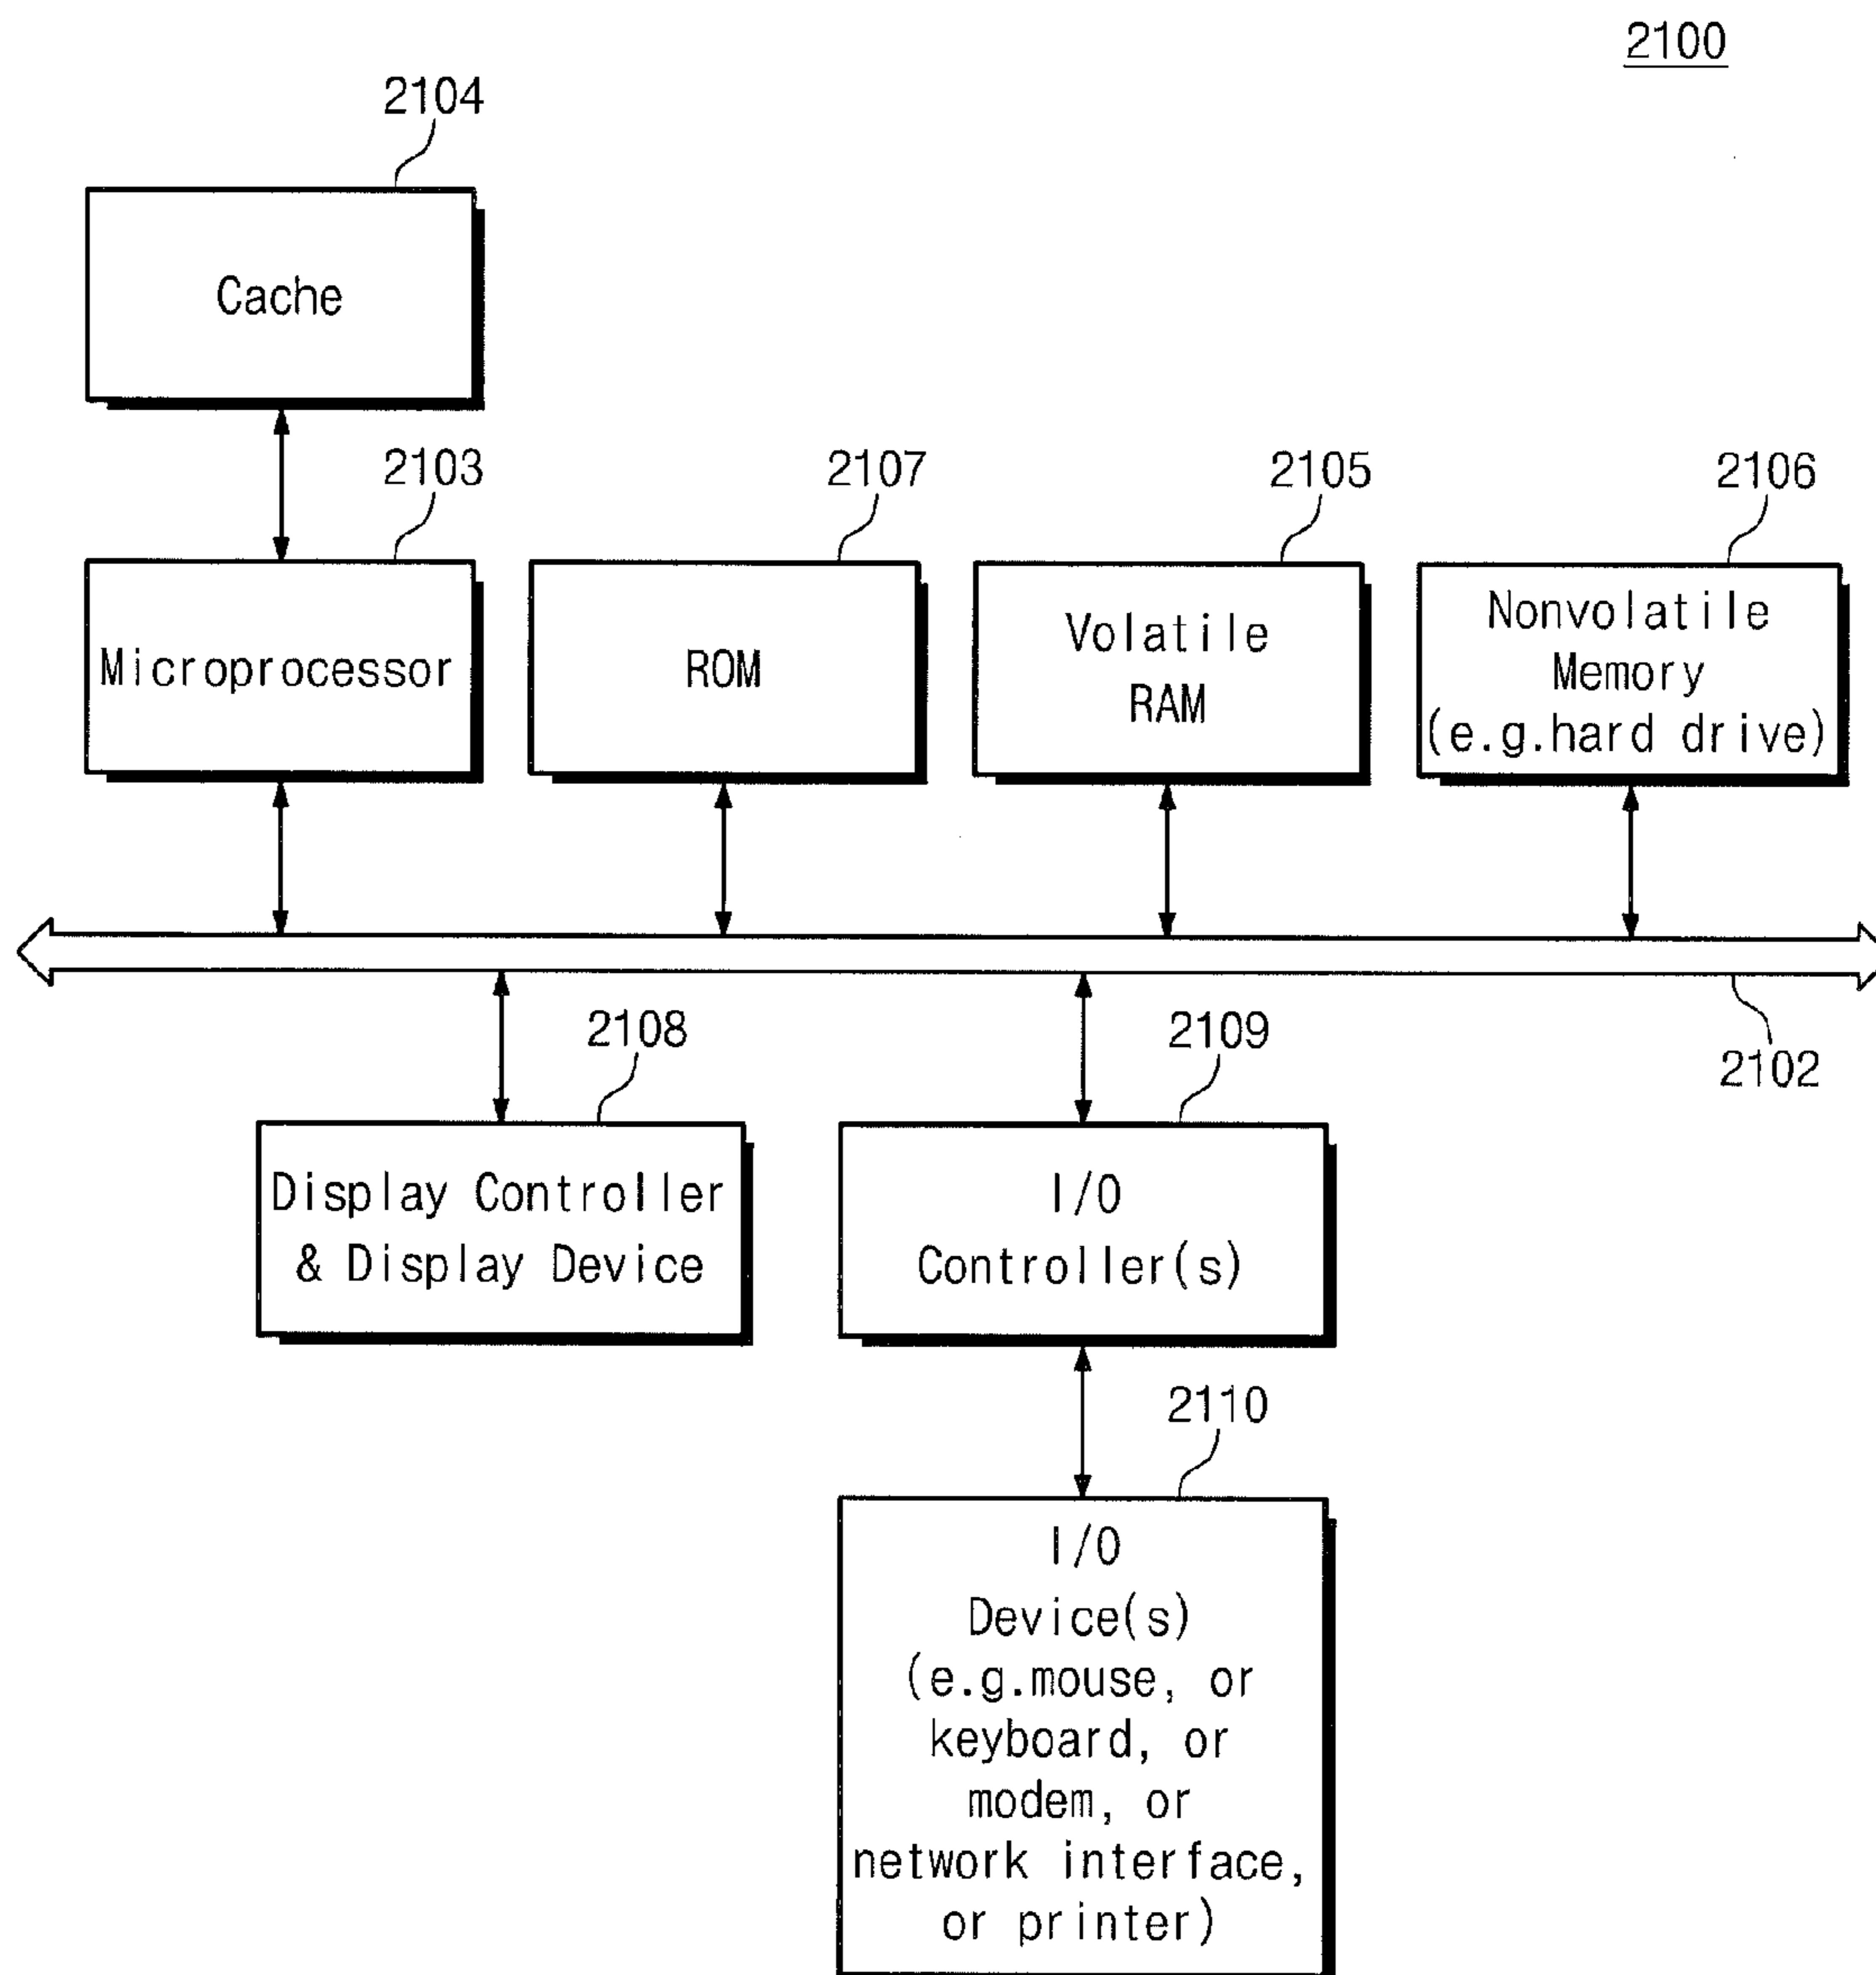 2100
2104
Cache
2103
2107
2105
2106
Microprocessor
ROM
Volatile
RAM
Nonvolatile
Memory
(e.g.hard drive)
2102
2108
2109
Display Controller
& Display Device
I/O
Controller(s)
2110
I/O
Device(s)
(e.g.mouse, or
keyboard, or
modem, or
network interface,
or printer)